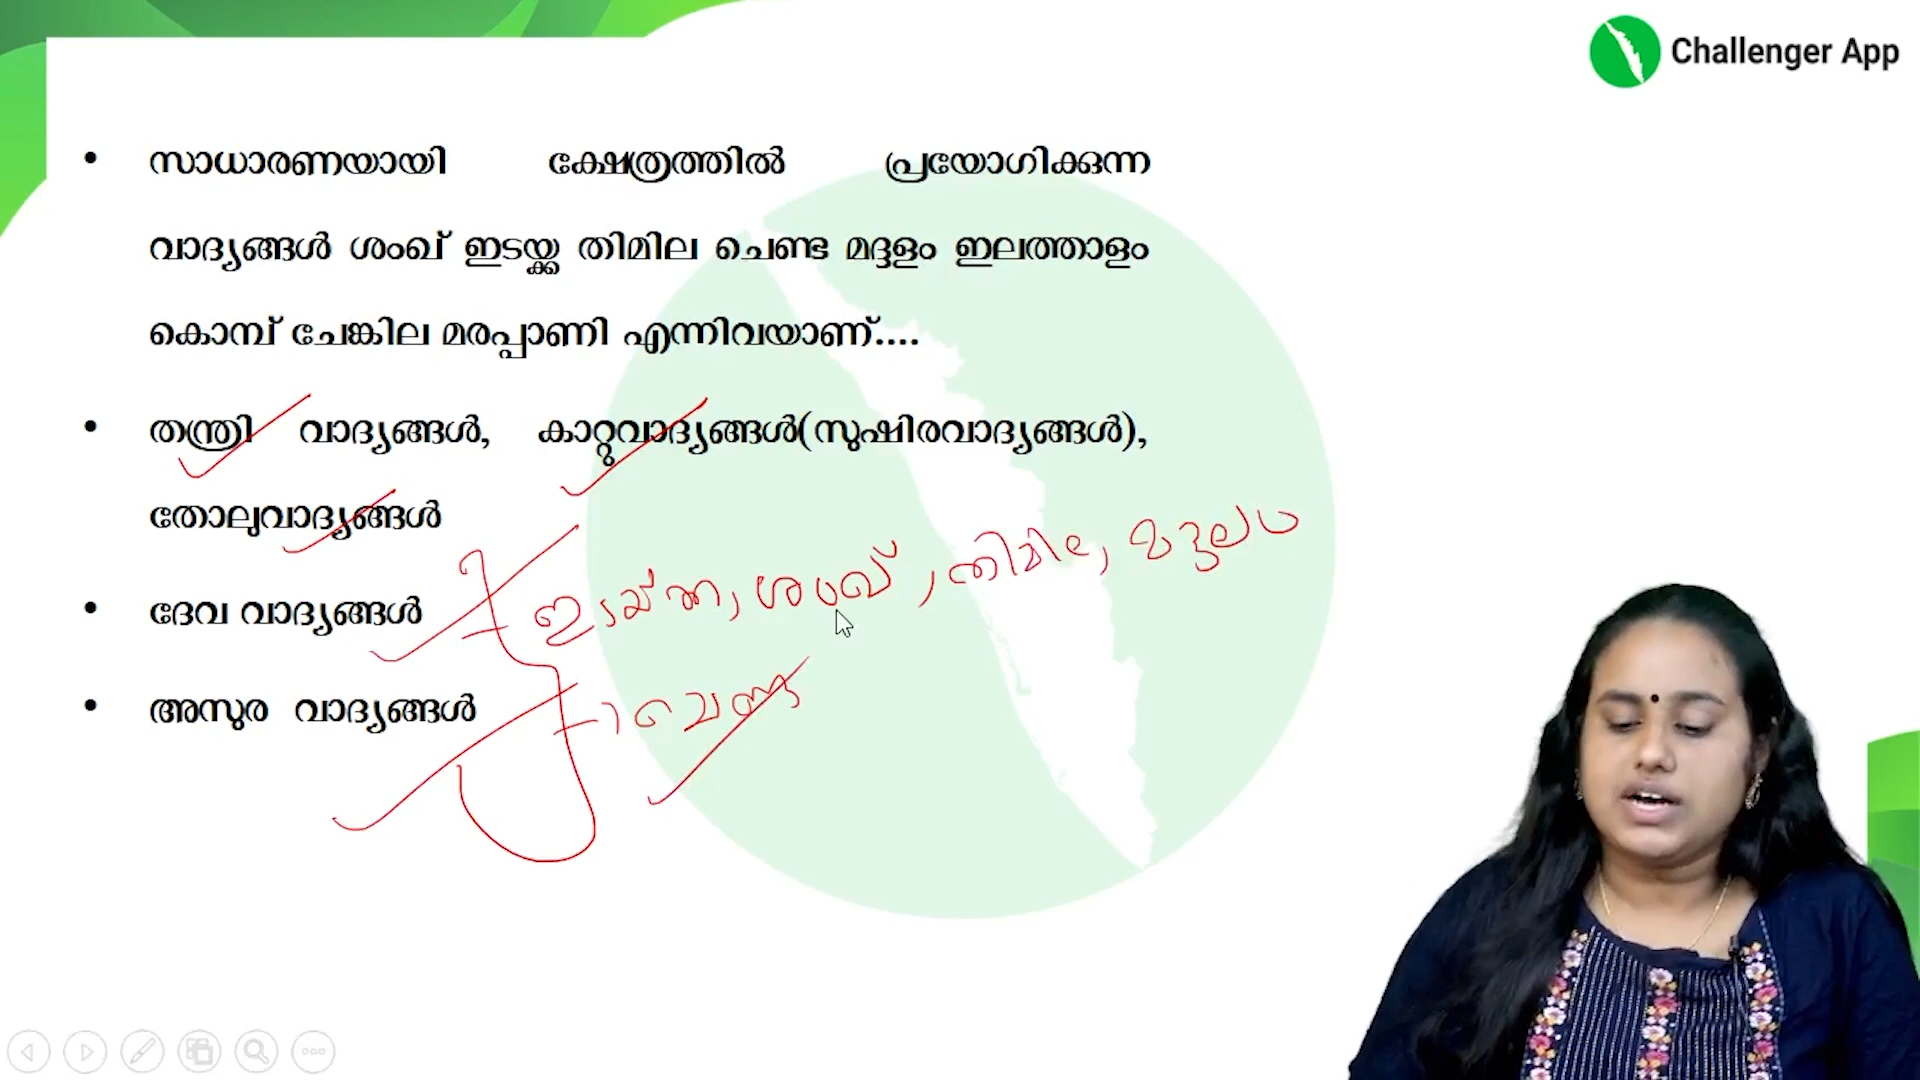 Challenger App
• സാധാരണയായി ക്ഷേത്രത്തിൽ പ്രയോഗിക്കുന്ന
വാദ്യങ്ങൾ ശംഖ് ഇടയ്ക്ക തിമില ചെണ്ട മദ്ദളം ഇലത്താളം
കൊമ്പ് ചേങ്കില മരപ്പാണി എന്നിവയാണ്....
• തന്ത്രി വാദ്യങ്ങൾ, കാറ്റുവാദ്യങ്ങൾ(സുഷിരവാദ്യങ്ങൾ),
തോലുവാദ്യങ്ങൾ
• ദേവ വാദ്യങ്ങൾ - ഇടയ്ക്ക, ശംഖ്, തിമില,
• അസുര വാദ്യങ്ങൾ - ചെണ്ട